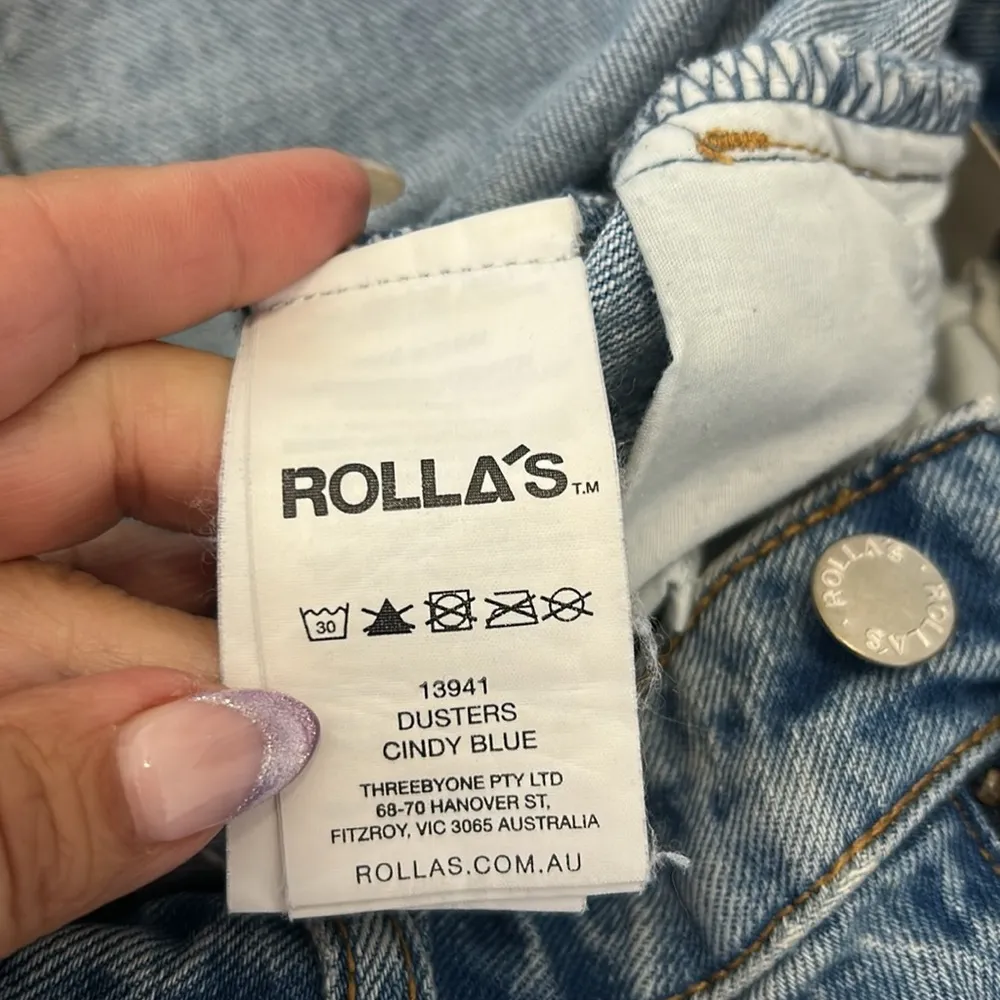 ROLLA'S T.M
30
13941
DUSTERS
CINDY BLUE
THREEBYONE PTY LTD
68-70 HANOVER ST,
FITZROY, VIC 3065 AUSTRALIA
ROLLAS.COM.AU
ROLLA'S · ROLLA'S ·